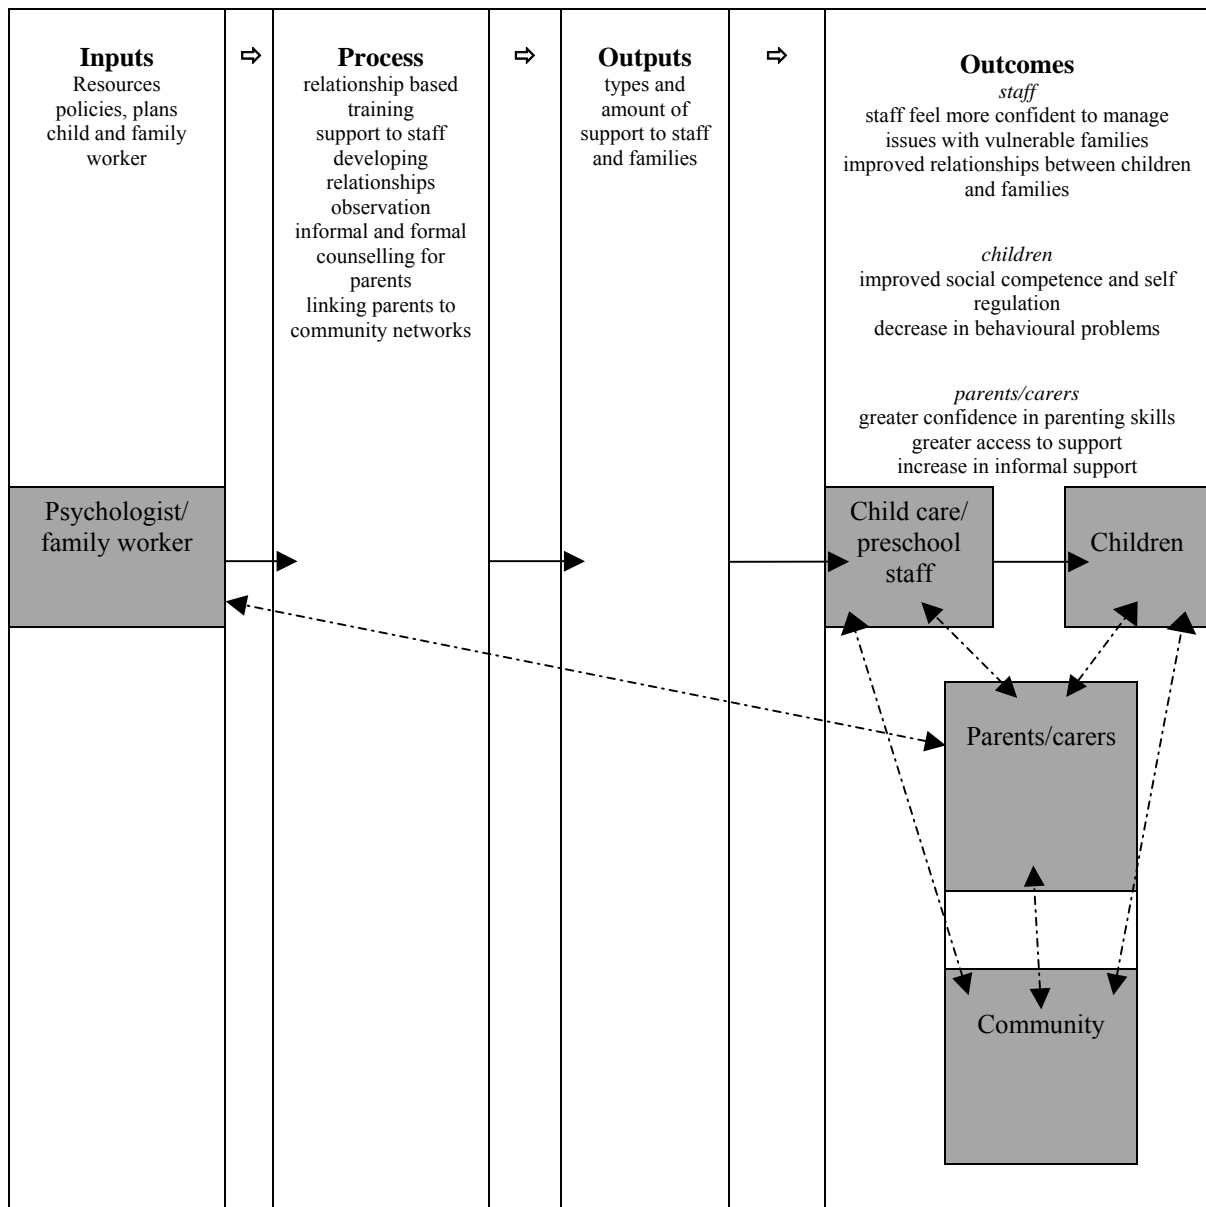 Inputs
Resources
policies, plans
child and family
worker
⇨
Process
relationship based
training
support to staff
developing
relationships
observation
informal and formal
counselling for
parents
linking parents to
community networks
⇨
Outputs
types and
amount of
support to staff
and families
⇨
Outcomes
staff
staff feel more confident to manage
issues with vulnerable families
improved relationships between children
and families
children
improved social competence and self
regulation
decrease in behavioural problems
parents/carers
greater confidence in parenting skills
greater access to support
increase in informal support
Psychologist/
family worker
Child care/
preschool
staff
Children
Parents/carers
Community